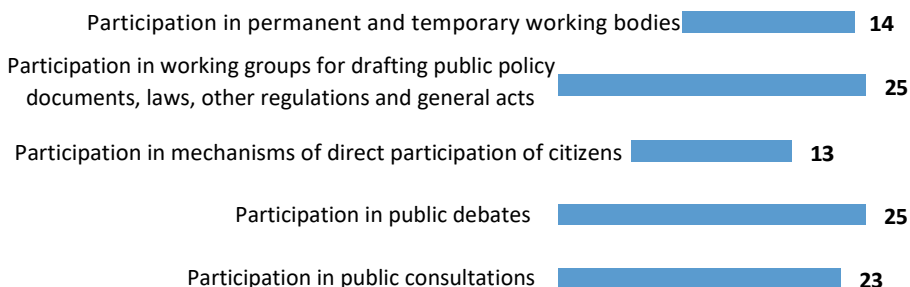 Participation in permanent and temporary working bodies 14
Participation in working groups for drafting public policy
documents, laws, other regulations and general acts 25
Participation in mechanisms of direct participation of citizens 13
Participation in public debates 25
Participation in public consultations 23